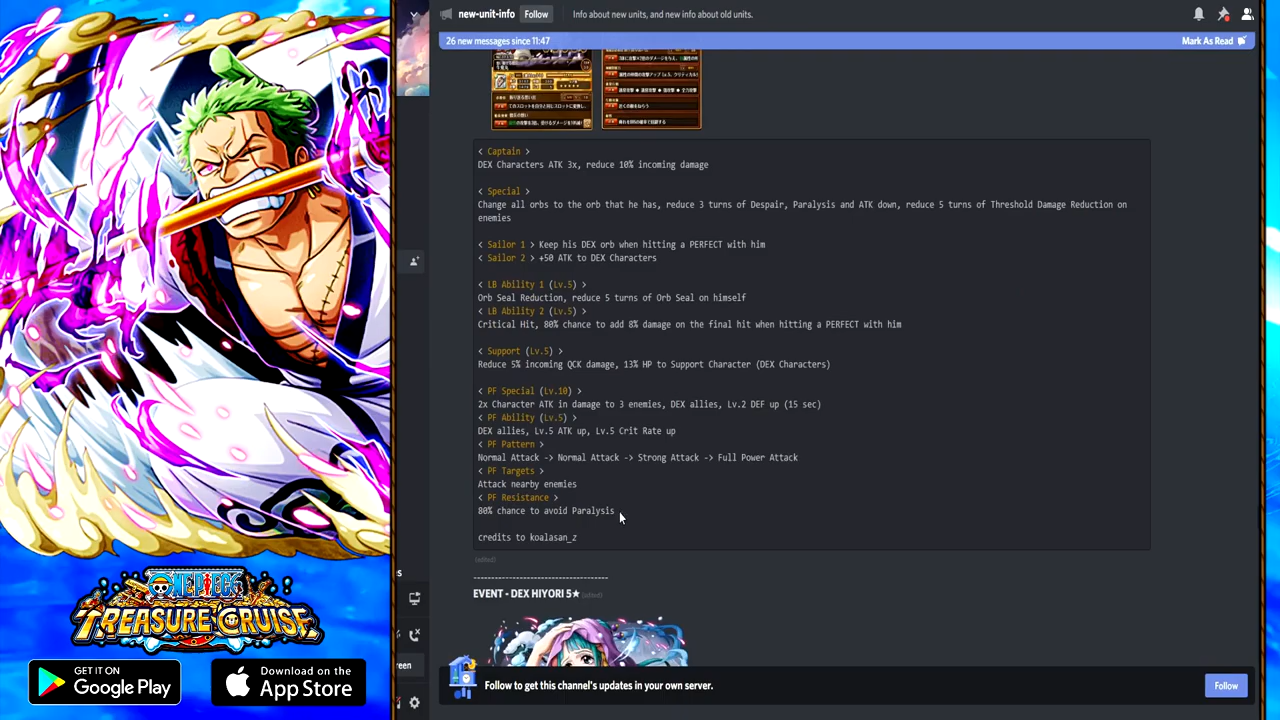 new-unit-info
Follow
Info about new units, and new info about old units.
26 new messages since 11:47
Mark As Read
< Captain >
DEX Characters ATK 3x, reduce 10% incoming damage
< Special >
Change all orbs to the orb that he has, reduce 3 turns of Despair, Paralysis and ATK down, reduce 5 turns of Threshold Damage Reduction on
enemies
< Sailor 1 > Keep his DEX orb when hitting a PERFECT with him
< Sailor 2 > +50 ATK to DEX Characters
< LB Ability 1 (Lv.5) >
Orb Seal Reduction, reduce 5 turns of Orb Seal on himself
< LB Ability 2 (Lv.5) >
Critical Hit, 80% chance to add 8% damage on the final hit when hitting a PERFECT with him
< Support (Lv.5) >
Reduce 5% incoming QCK damage, 13% HP to Support Character (DEX Characters)
< PF Special (Lv.10) >
2x Character ATK in damage to 3 enemies, DEX allies, Lv.2 DEF up (15 sec)
< PF Ability (Lv.5) >
DEX allies, Lv.5 ATK up, Lv.5 Crit Rate up
< PF Pattern >
Normal Attack -> Normal Attack -> Strong Attack -> Full Power Attack
< PF Targets >
Attack nearby enemies
< PF Resistance >
80% chance to avoid Paralysis
credits to koalasan_z
(edited)
--------------------------------------
EVENT - DEX HIYORI 5★ (edited)
Follow to get this channel's updates in your own server.
Follow
ONE PIECE
TREASURE CRUISE
GET IT ON
Google Play
Download on the
App Store
s
een